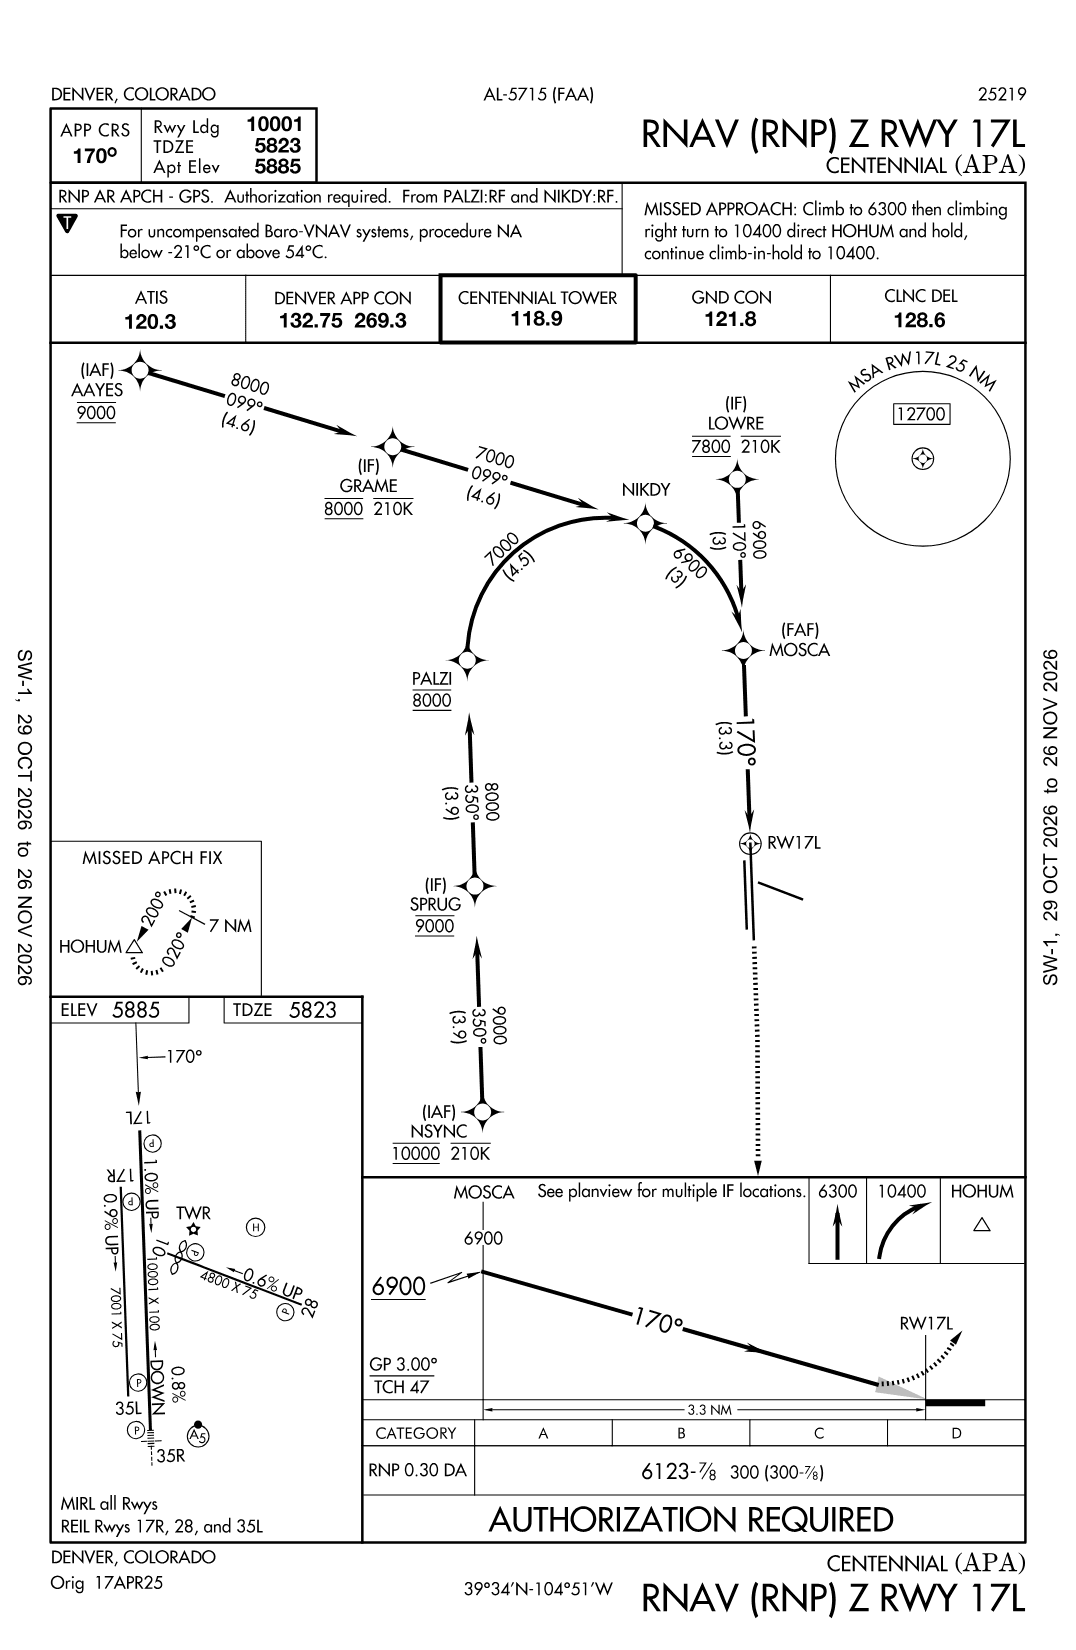 DENVER, COLORADO
AL-5715 (FAA)
25219
APP CRS
170°
Rwy Ldg 10001
TDZE 5823
Apt Elev 5885
RNAV (RNP) Z RWY 17L
CENTENNIAL (APA)
RNP AR APCH - GPS. Authorization required. From PALZI:RF and NIKDY:RF.
T
For uncompensated Baro-VNAV systems, procedure NA
below -21°C or above 54°C.
MISSED APPROACH: Climb to 6300 then climbing
right turn to 10400 direct HOHUM and hold,
continue climb-in-hold to 10400.
ATIS
120.3
DENVER APP CON
132.75 269.3
CENTENNIAL TOWER
118.9
GND CON
121.8
CLNC DEL
128.6
(IAF)
AAYES
9000
8000
099°
(4.6)
(IF)
GRAME
8000 210K
7000
099°
(4.6)
NIKDY
(IF)
LOWRE
7800 210K
6900
170°
(3)
MSA RW17L 25 NM
12700
7000
(4.5)
6900
(3)
(FAF)
MOSCA
PALZI
8000
170°
(3.3)
8000
350°
(3.9)
RW17L
(IF)
SPRUG
9000
9000
350°
(3.9)
(IAF)
NSYNC
10000 210K
MISSED APCH FIX
HOHUM
200°
020°
7 NM
SW-1, 29 OCT 2026 to 26 NOV 2026
SW-1, 29 OCT 2026 to 26 NOV 2026
ELEV 5885
TDZE 5823
170°
17L
P
17R
P
1.0% UP
0.9% UP
TWR
H
10
P
0.6% UP
4800 X 75
P
28
10001 X 100
7001 X 75
0.8%
DOWN
P
35L
P
A5
35R
MIRL all Rwys
REIL Rwys 17R, 28, and 35L
MOSCA
See planview for multiple IF locations.
6300
10400
HOHUM
6900
6900
170°
RW17L
GP 3.00°
TCH 47
3.3 NM
CATEGORY A B C D
RNP 0.30 DA 6123-⅞ 300 (300-⅞)
AUTHORIZATION REQUIRED
DENVER, COLORADO
Orig 17APR25
39°34'N-104°51'W
CENTENNIAL (APA)
RNAV (RNP) Z RWY 17L